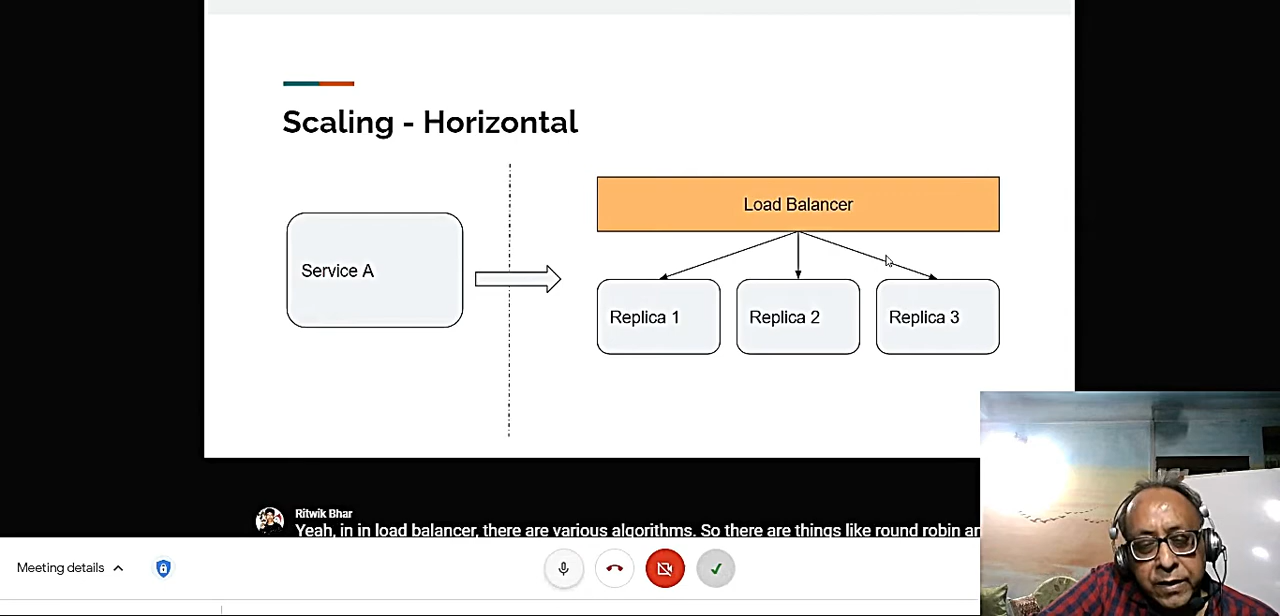 Scaling - Horizontal
Load Balancer
Service A
Replica 1
Replica 2
Replica 3
Ritwik Bhar
Yeah, in in load balancer, there are various algorithms. So there are things like round robin
Meeting details